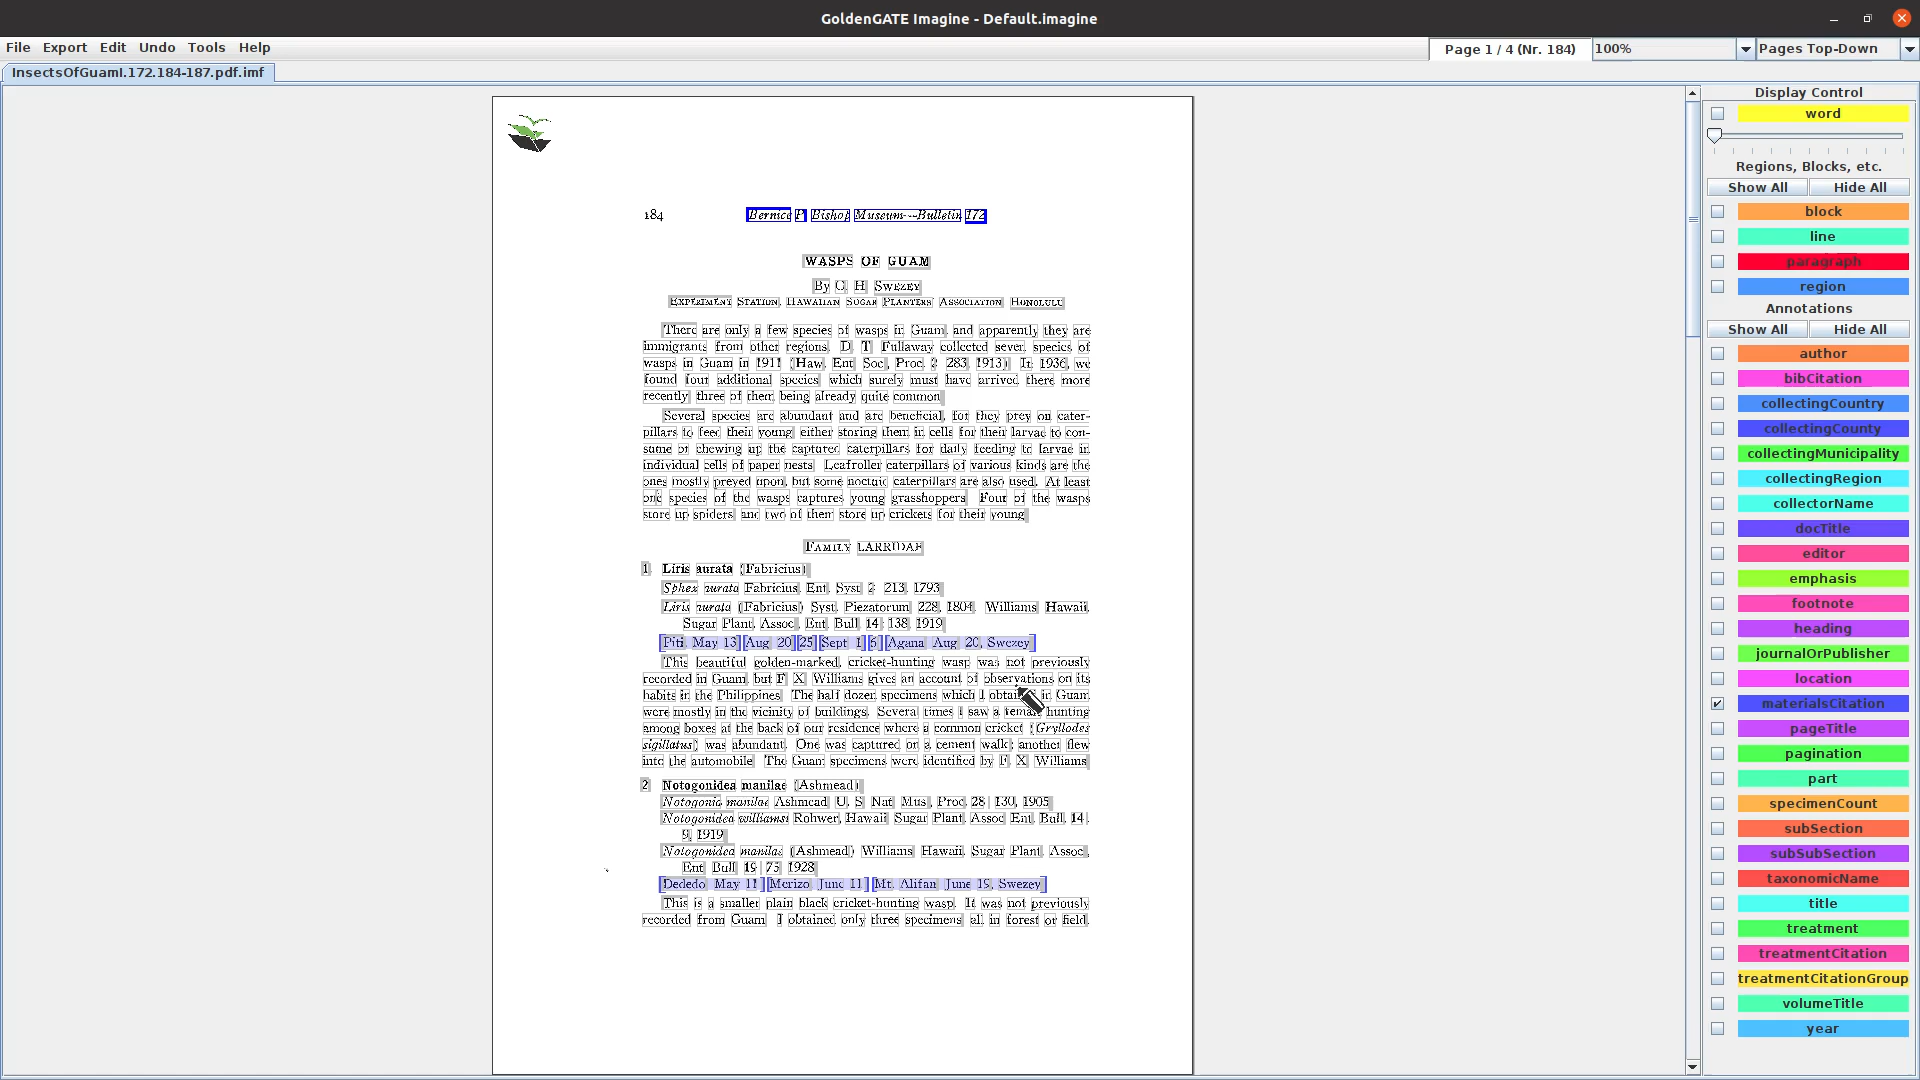 GoldenGATE Imagine - Default.imagine
File Export Edit Undo Tools Help
Page 1 / 4 (Nr. 184) 100% Pages Top-Down
InsectsOfGuamI.172.184-187.pdf.imf
184 Bernice P. Bishop Museum---Bulletin 172
WASPS OF GUAM
By O. H. Swezey
Experiment Station, Hawaiian Sugar Planters' Association, Honolulu
There are only a few species of wasps in Guam, and apparently they are
immigrants from other regions. D. T. Fullaway collected seven species of
wasps in Guam in 1911 (Haw. Ent. Soc., Proc. 2: 283, 1913). In 1936, we
found four additional species which surely must have arrived there more
recently, three of them being already quite common.
Several species are abundant and are beneficial, for they prey on cater-
pillars to feed their young, either storing them in cells for their larvae to con-
sume or chewing up the captured caterpillars for daily feeding to larvae in
individual cells of paper nests. Leafroller caterpillars of various kinds are the
ones mostly preyed upon, but some noctuid caterpillars are also used. At least
one species of the wasps captures young grasshoppers. Four of the wasps
store up spiders, and two of them store up crickets for their young.
Family LARRIDAE
1. Liris aurata (Fabricius).
Sphex aurata Fabricius, Ent. Syst. 2: 213, 1793.
Liris aurata (Fabricius) Syst. Piezatorum 228, 1804. Williams, Hawaii.
Sugar Plant. Assoc., Ent. Bull. 14: 138, 1919.
Piti, May 13, Aug. 20, 25, Sept. 1, 6; Agana, Aug. 20, Swezey.
This beautiful golden-marked, cricket-hunting wasp was not previously
recorded in Guam, but F. X. Williams gives an account of observations on its
habits in the Philippines. The half dozen specimens which I obtained in Guam
were mostly in the vicinity of buildings. Several times I saw a female hunting
among boxes at the back of our residence where a common cricket (Gryllodes
sigillatus) was abundant. One was captured on a cement walk; another flew
into the automobile. The Guam specimens were identified by F. X. Williams.
2. Notogonidea manilae (Ashmead).
Notogonia manilae Ashmead, U. S. Nat. Mus., Proc. 28: 130, 1905.
Notogonidea williamsi Rohwer, Hawaii. Sugar Plant. Assoc. Ent. Bull. 14:
9, 1919.
Notogonidea manilae (Ashmead) Williams, Hawaii. Sugar Plant. Assoc.,
Ent. Bull. 19: 75, 1928.
Dededo, May 11; Merizo, June 11; Mt. Alifan, June 19, Swezey.
This is a smaller plain black cricket-hunting wasp. It was not previously
recorded from Guam. I obtained only three specimens, all in forest or field.
Display Control
word
Regions, Blocks, etc.
Show All Hide All
block
line
paragraph
region
Annotations
Show All Hide All
author
bibCitation
collectingCountry
collectingCounty
collectingMunicipality
collectingRegion
collectorName
docTitle
editor
emphasis
footnote
heading
journalOrPublisher
location
materialsCitation
pageTitle
pagination
part
specimenCount
subSection
subSubSection
taxonomicName
title
treatment
treatmentCitation
treatmentCitationGroup
volumeTitle
year